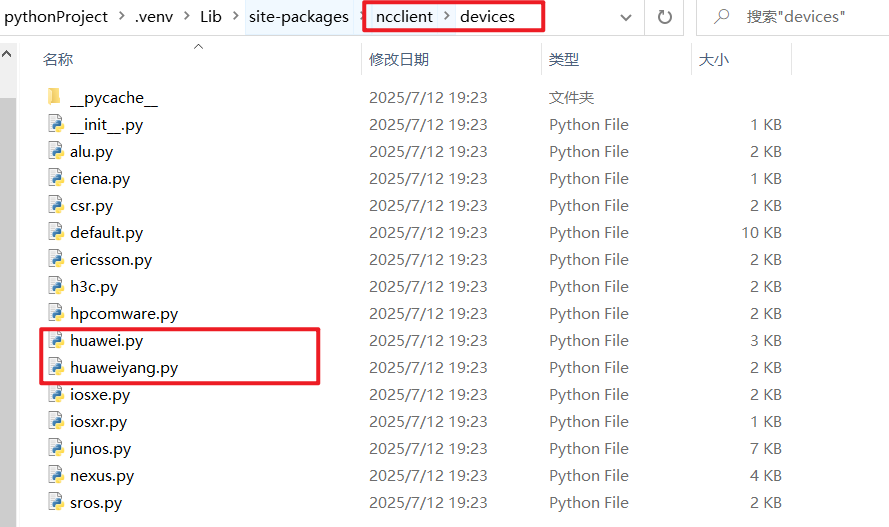 pythonProject > .venv > Lib > site-packages > ncclient > devices 搜索"devices"
名称 修改日期 类型 大小
__pycache__ 2025/7/12 19:23 文件夹
__init__.py 2025/7/12 19:23 Python File 1 KB
alu.py 2025/7/12 19:23 Python File 2 KB
ciena.py 2025/7/12 19:23 Python File 2 KB
csr.py 2025/7/12 19:23 Python File 2 KB
default.py 2025/7/12 19:23 Python File 10 KB
ericsson.py 2025/7/12 19:23 Python File 2 KB
h3c.py 2025/7/12 19:23 Python File 2 KB
hpcomware.py 2025/7/12 19:23 Python File 2 KB
huawei.py 2025/7/12 19:23 Python File 3 KB
huaweiyang.py 2025/7/12 19:23 Python File 2 KB
iosxe.py 2025/7/12 19:23 Python File 2 KB
iosxr.py 2025/7/12 19:23 Python File 1 KB
junos.py 2025/7/12 19:23 Python File 7 KB
nexus.py 2025/7/12 19:23 Python File 4 KB
sros.py 2025/7/12 19:23 Python File 2 KB